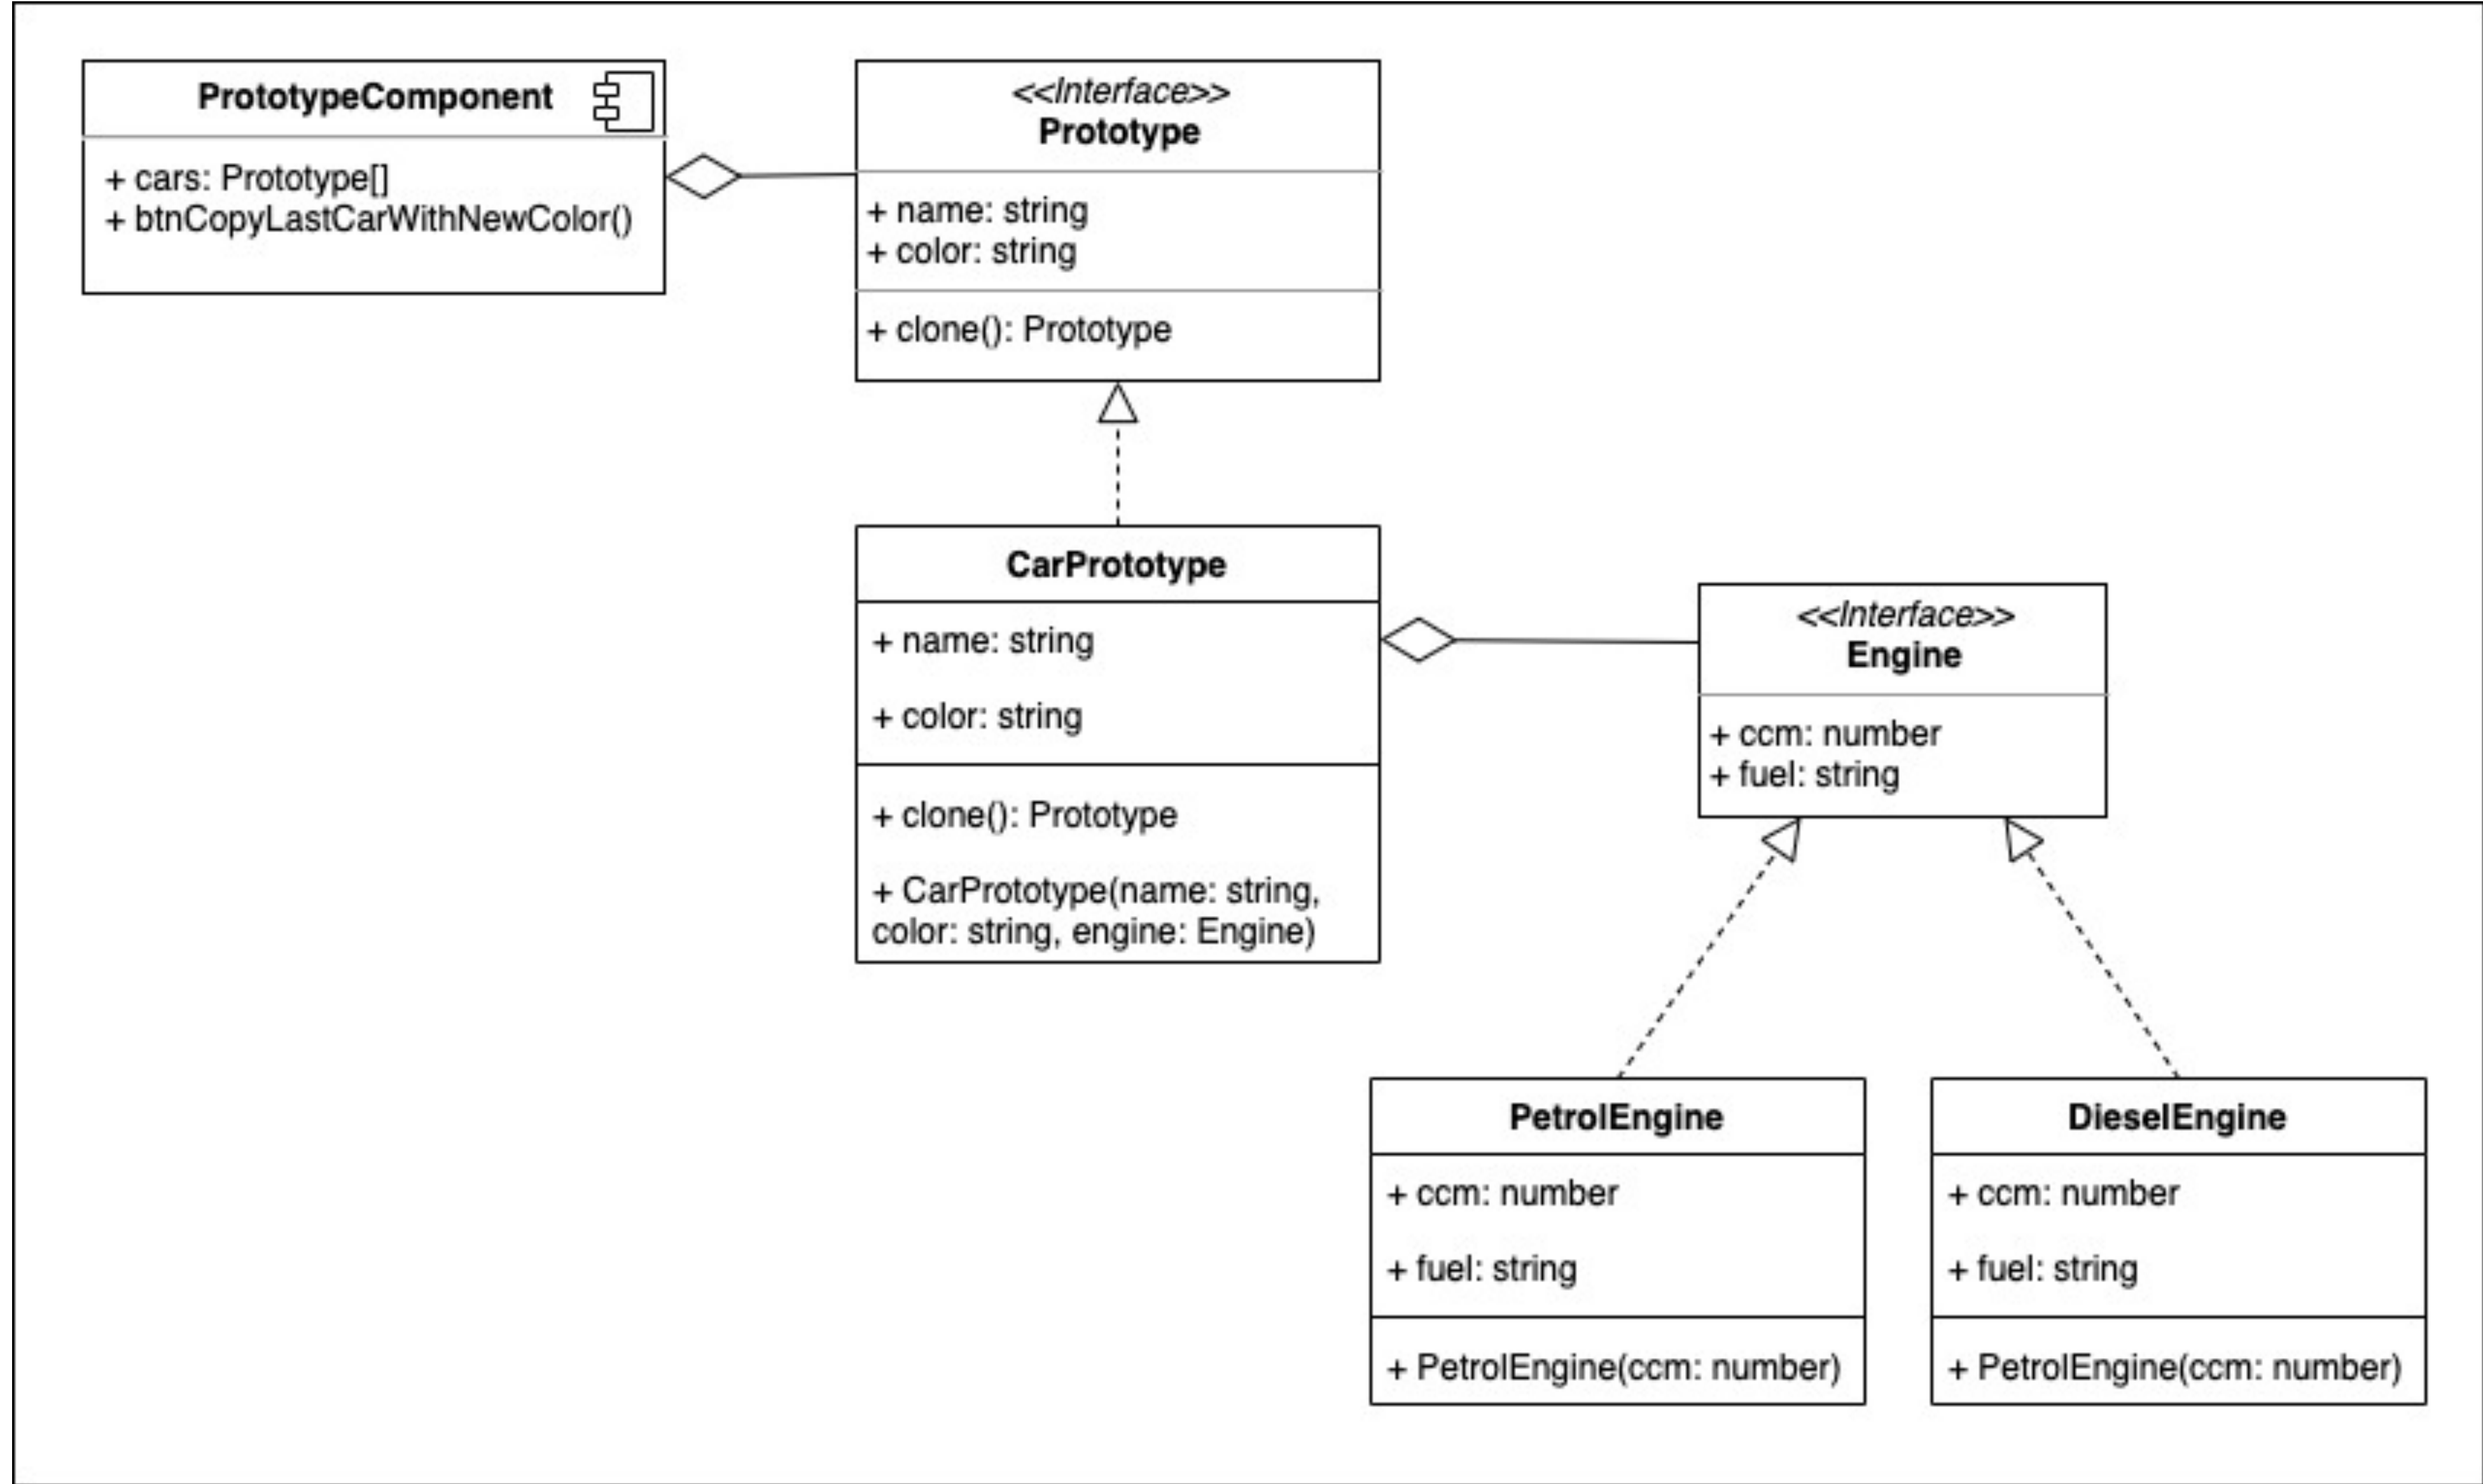 PrototypeComponent
+ cars: Prototype[]
+ btnCopyLastCarWithNewColor()
<<Interface>>
Prototype
+ name: string
+ color: string
+ clone(): Prototype
CarPrototype
+ name: string
+ color: string
+ clone(): Prototype
+ CarPrototype(name: string,
color: string, engine: Engine)
<<Interface>>
Engine
+ ccm: number
+ fuel: string
PetrolEngine
+ ccm: number
+ fuel: string
+ PetrolEngine(ccm: number)
DieselEngine
+ ccm: number
+ fuel: string
+ PetrolEngine(ccm: number)